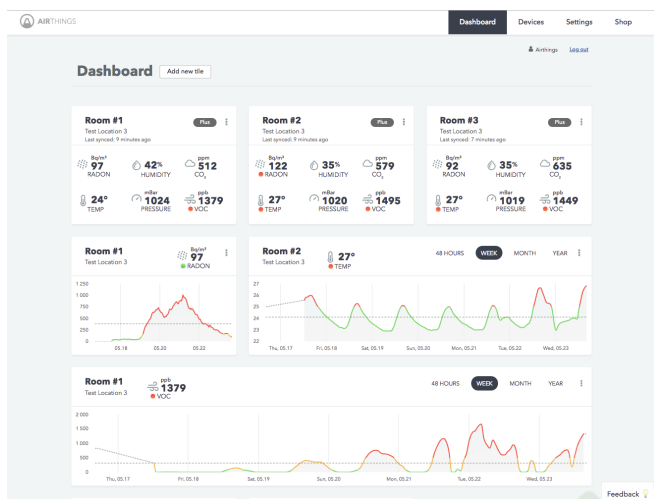 AIRTHINGS
Dashboard Devices Settings Shop
Airthings Log out
Dashboard Add new tile
Room #1 Plus
Test Location 3
Last synced: 9 minutes ago
Bq/m³ 97 RADON
42% HUMIDITY
ppm 512 CO₂
24° TEMP
mBar 1024 PRESSURE
ppb 1379 VOC
Room #2 Plus
Test Location 3
Last synced: 9 minutes ago
Bq/m³ 122 RADON
35% HUMIDITY
ppm 579 CO₂
27° TEMP
mBar 1020 PRESSURE
ppb 1495 VOC
Room #3 Plus
Test Location 3
Last synced: 7 minutes ago
Bq/m³ 92 RADON
35% HUMIDITY
ppm 635 CO₂
27° TEMP
mBar 1019 PRESSURE
ppb 1449 VOC
Room #1
Test Location 3
Bq/m³ 97 RADON
1 250
1 000
750
500
250
0
05.18 05.20 05.22
Room #2
Test Location 3
27° TEMP
48 HOURS WEEK MONTH YEAR
27
26
25
24
23
22
Thu, 05.17 Fri, 05.18 Sat, 05.19 Sun, 05.20 Mon, 05.21 Tue, 05.22 Wed, 05.23
Room #1
Test Location 3
ppb 1379 VOC
48 HOURS WEEK MONTH YEAR
2 000
1 500
1 000
500
0
Thu, 05.17 Fri, 05.18 Sat, 05.19 Sun, 05.20 Mon, 05.21 Tue, 05.22 Wed, 05.23
Feedback